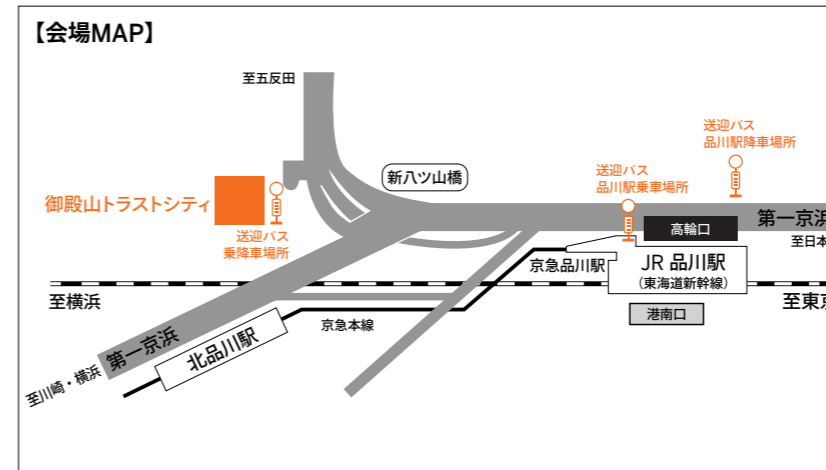 【会場MAP】
至五反田
送迎バス
品川駅降車場所
新八ツ山橋
送迎バス
品川駅乗車場所
御殿山トラストシティ
第一京浜
高輪口
送迎バス
乗降車場所
至日本
京急品川駅
JR 品川駅
(東海道新幹線)
至横浜
至東京
港南口
京急本線
第一京浜
北品川駅
至川崎・横浜